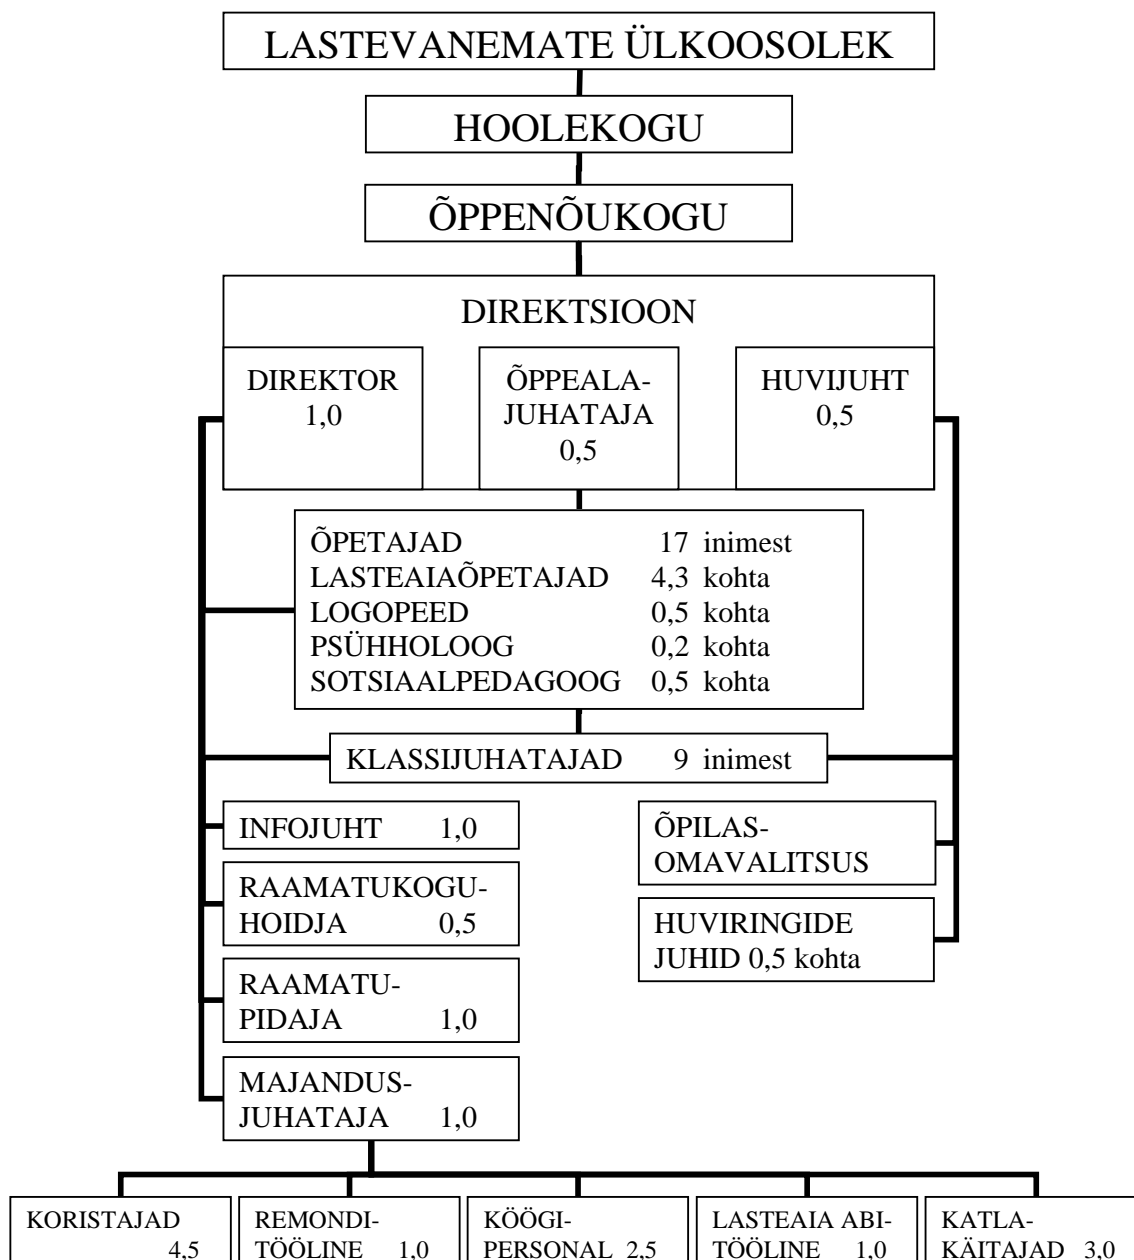 LASTEVANEMATE ÜLKOOSOLEK
HOOLEKOGU
ÕPPENÕUKOGU
DIREKTSIOON
DIREKTOR
1,0
ÕPPEALA-
JUHATAJA
0,5
HUVIJUHT
0,5
ÕPETAJAD 17 inimest
LASTEAIAÕPETAJAD 4,3 kohta
LOGOPEED 0,5 kohta
PSÜHHOLOOG 0,2 kohta
SOTSIAALPEDAGOOG 0,5 kohta
KLASSIJUHATAJAD 9 inimest
INFOJUHT 1,0
RAAMATUKOGU-
HOIDJA 0,5
RAAMATU-
PIDAJA 1,0
MAJANDUS-
JUHATAJA 1,0
ÕPILAS-
OMAVALITSUS
HUVIRINGIDE
JUHID 0,5 kohta
KORISTAJAD
4,5
REMONDI-
TÖÖLINE 1,0
KÖÖGI-
PERSONAL 2,5
LASTEAIA ABI-
TÖÖLINE 1,0
KATLA-
KÄITAJAD 3,0